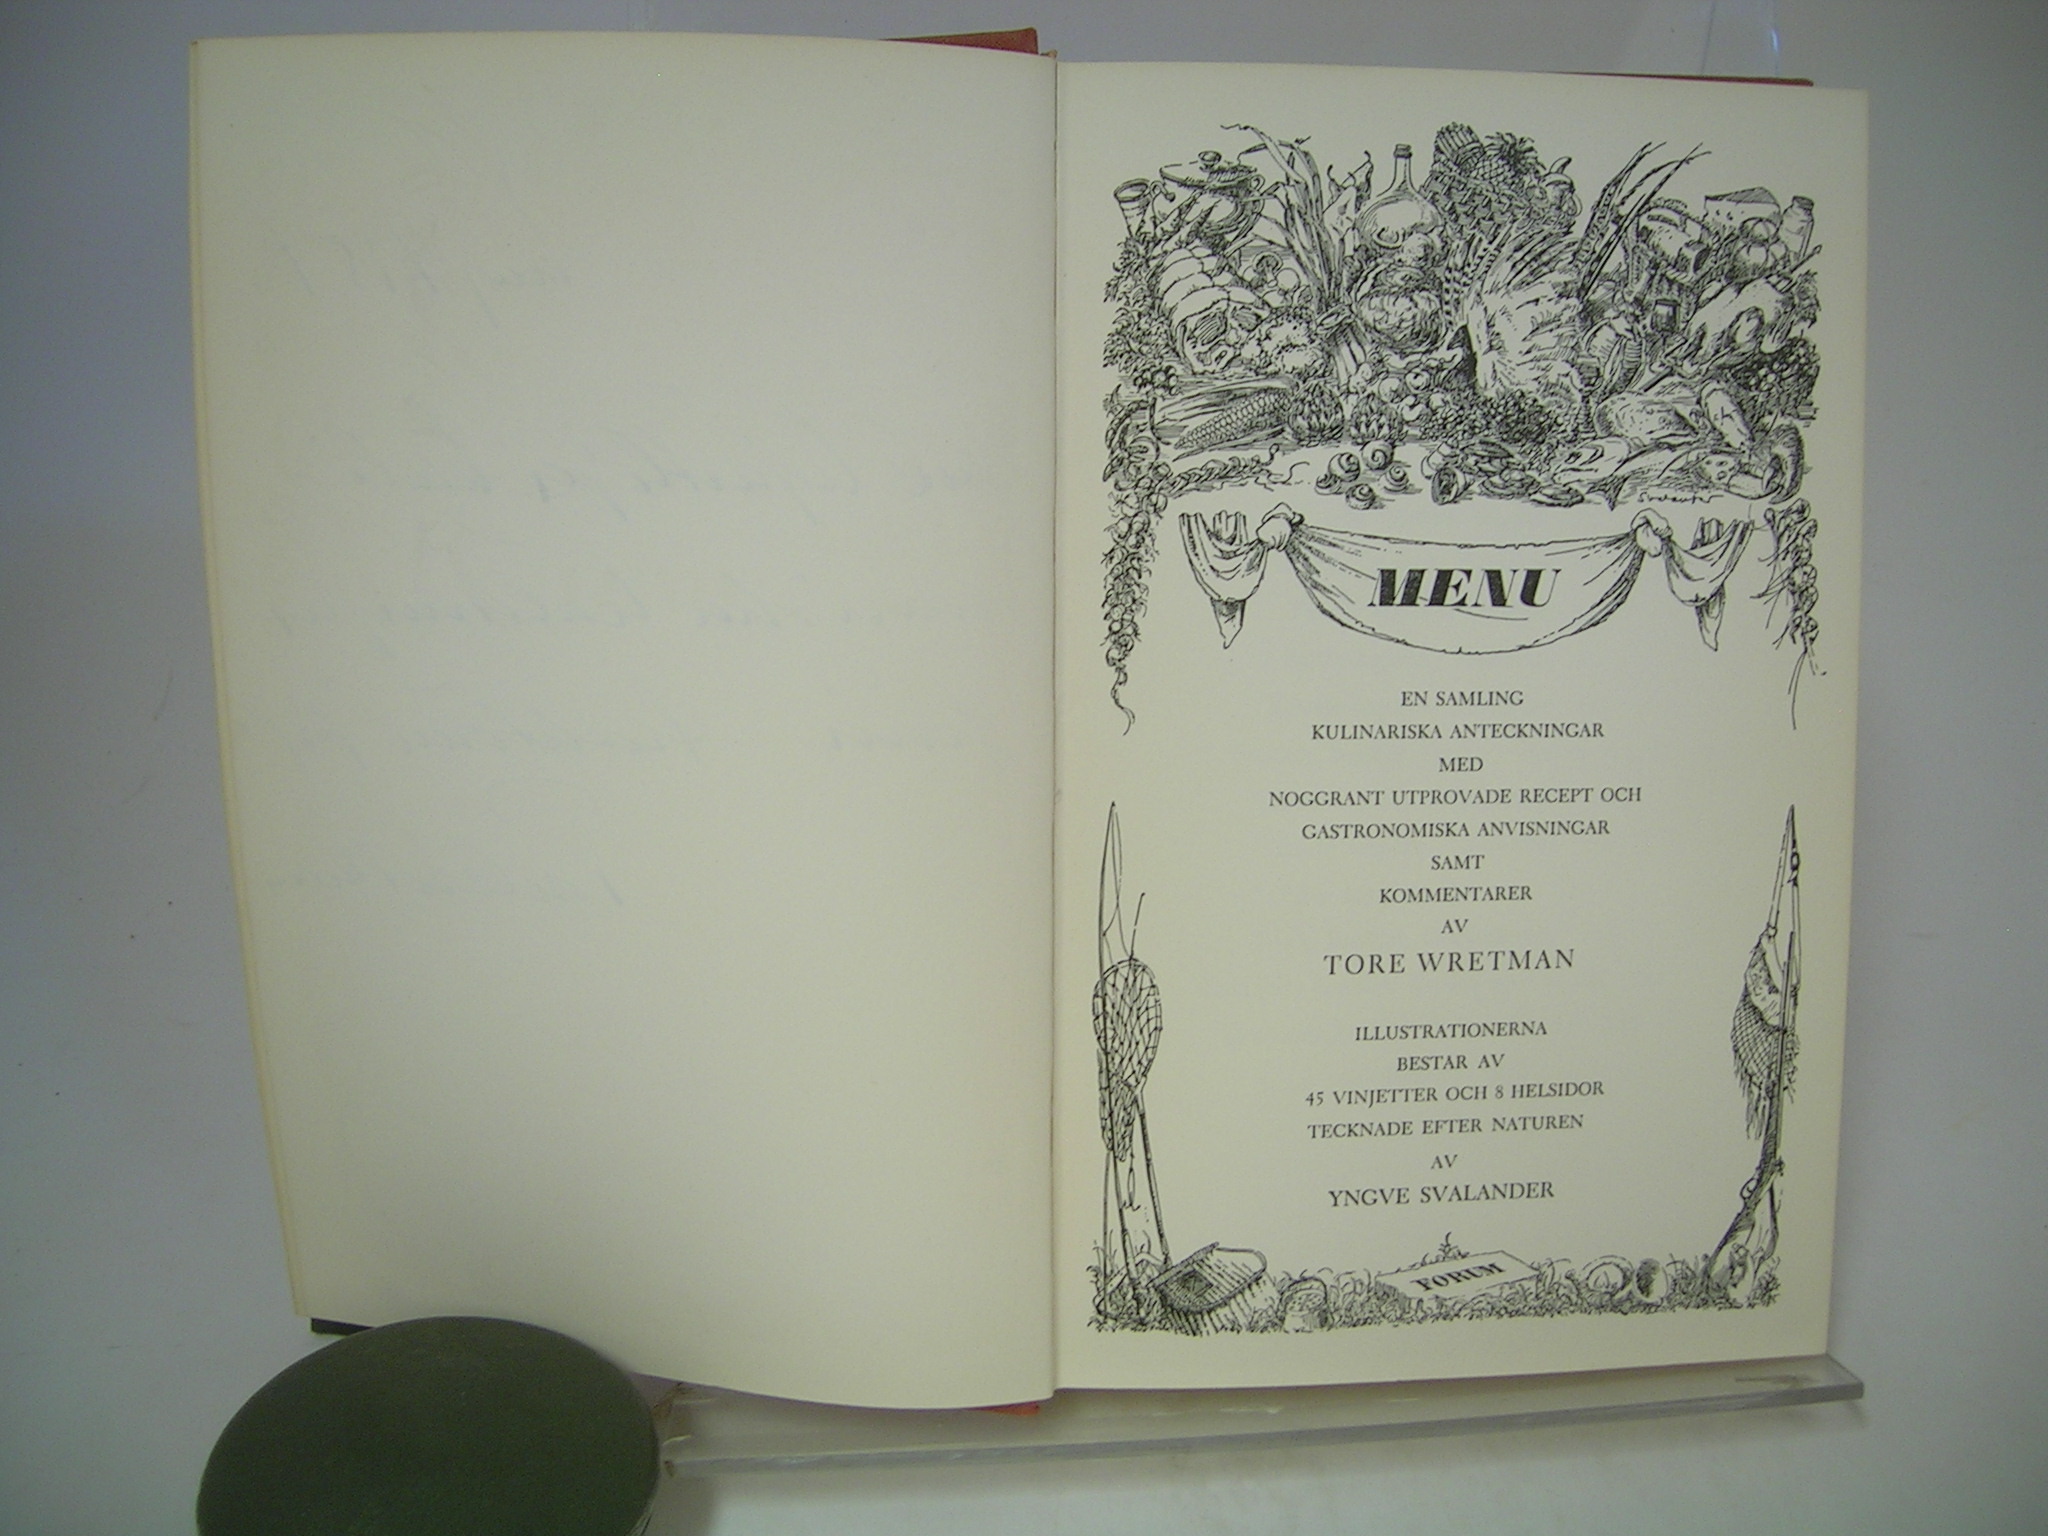 Svalander
MENU
EN SAMLING
KULINARISKA ANTECKNINGAR
MED
NOGGRANT UTPROVADE RECEPT OCH
GASTRONOMISKA ANVISNINGAR
SAMT
KOMMENTARER
AV
TORE WRETMAN
ILLUSTRATIONERNA
BESTAR AV
45 VINJETTER OCH 8 HELSIDOR
TECKNADE EFTER NATUREN
AV
YNGVE SVALANDER
FORUM